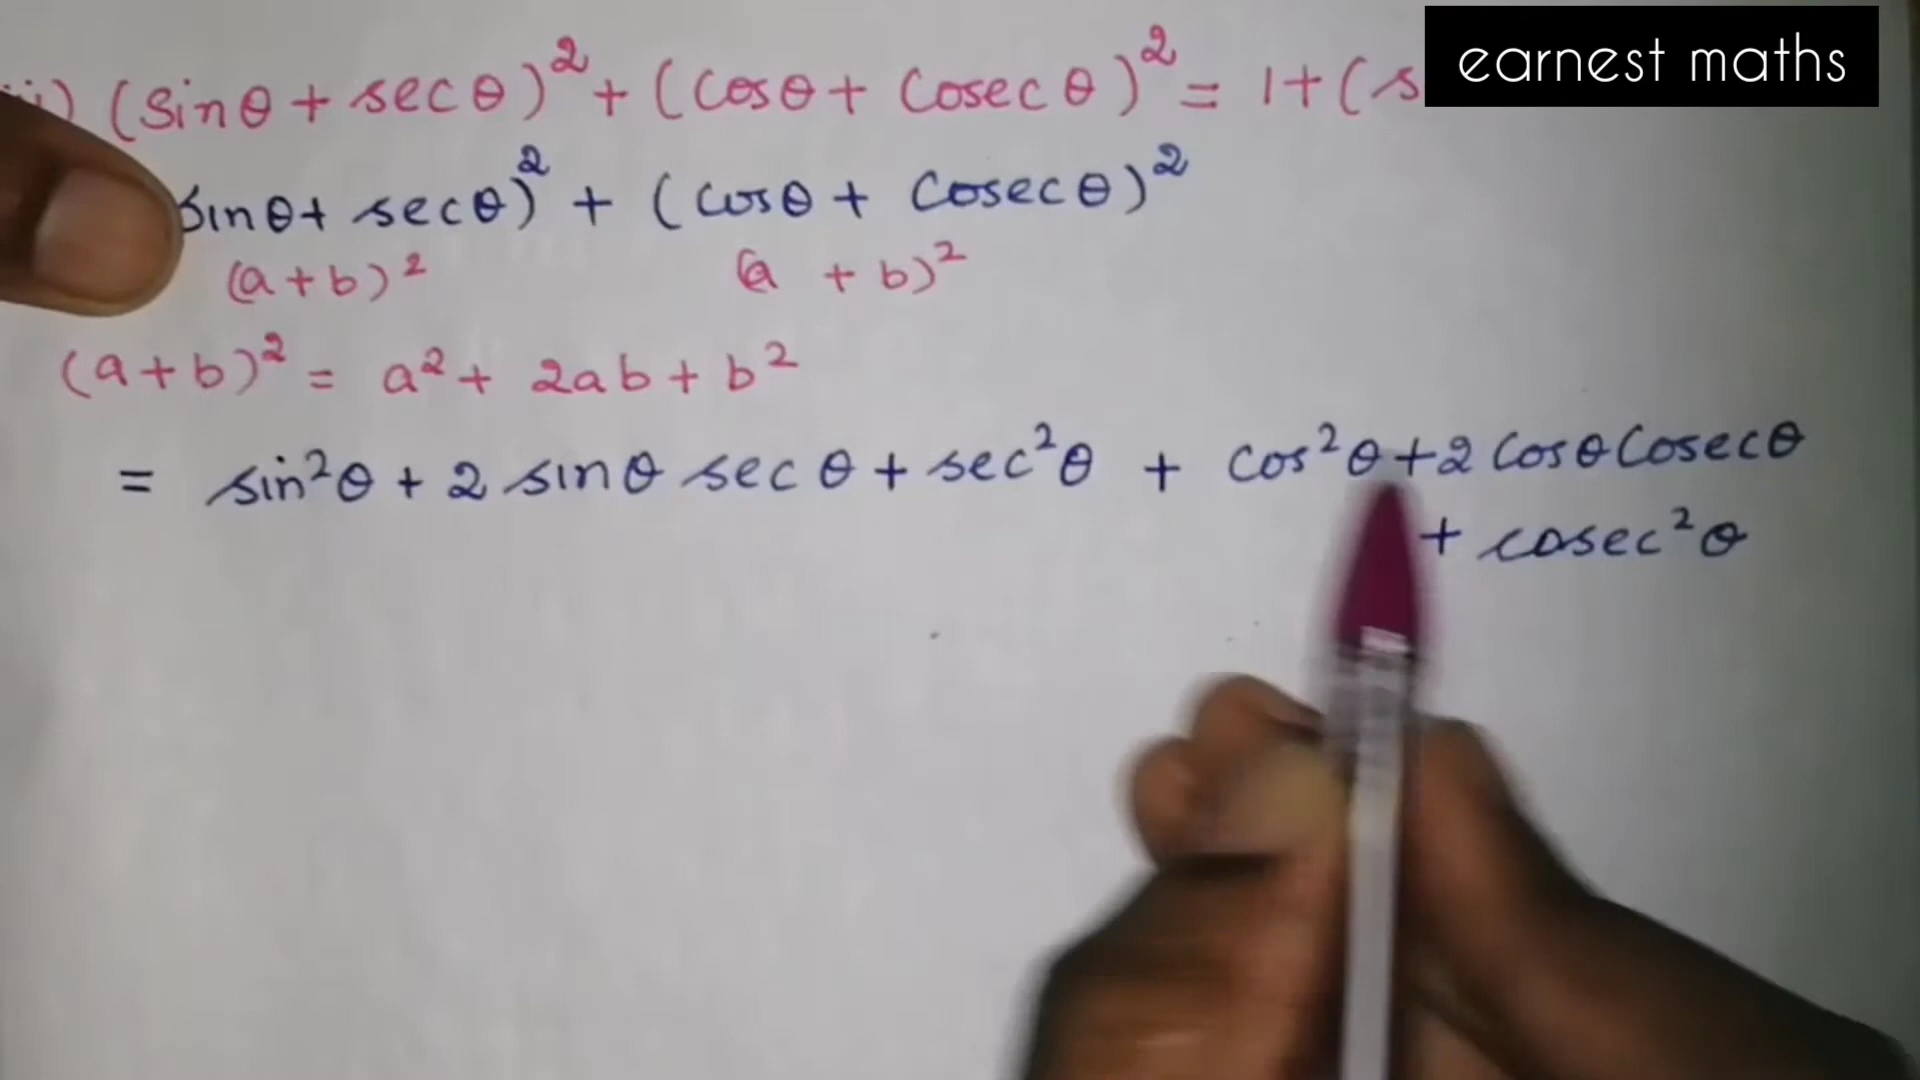 earnest maths
i) (sinθ + secθ)² + (cosθ + cosecθ)² = 1 + (s
sinθ + secθ)² + (cosθ + cosecθ)²
(a + b)² (a + b)²
(a + b)² = a² + 2ab + b²
= sin²θ + 2 sinθ secθ + sec²θ + cos²θ + 2 cosθ cosecθ
+ cosec²θ